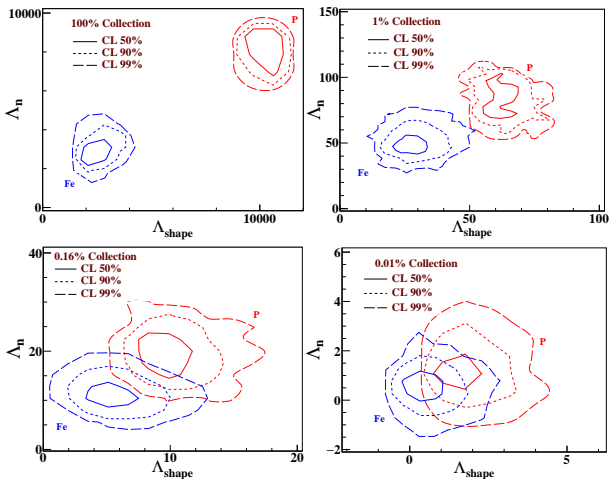 100% Collection
CL 50%
CL 90%
CL 99%
P
Fe
10000
5000
0
0
10000
Λn
Λshape
1% Collection
CL 50%
CL 90%
CL 99%
P
Fe
150
100
50
0
0
50
100
Λn
Λshape
0.16% Collection
CL 50%
CL 90%
CL 99%
P
Fe
40
20
0
0
10
20
Λn
Λshape
0.01% Collection
CL 50%
CL 90%
CL 99%
P
Fe
6
4
2
0
−2
0
5
Λn
Λshape